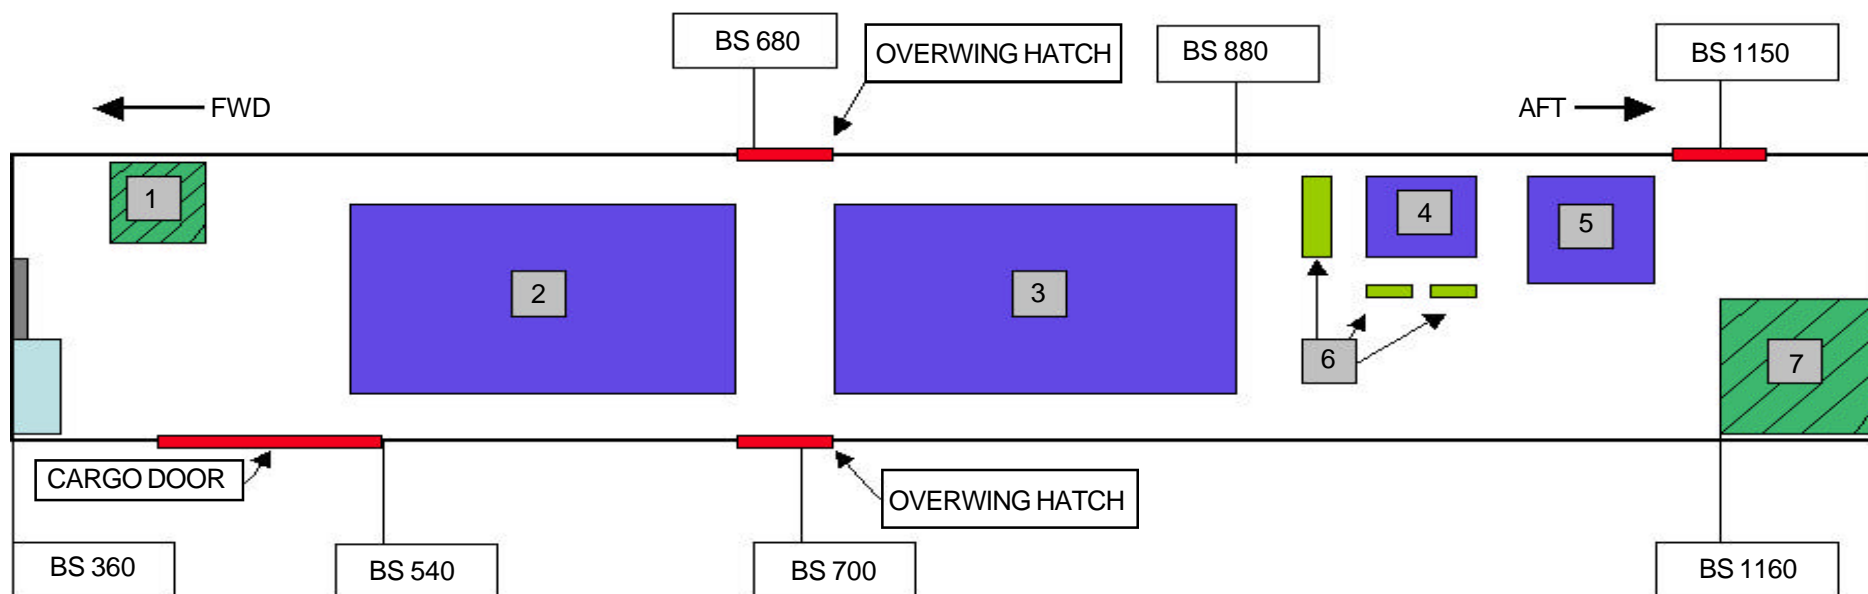 BS 680
OVERWING HATCH
BS 880
BS 1150
FWD
AFT
1
2
3
4
5
6
7
CARGO DOOR
OVERWING HATCH
BS 360
BS 540
BS 700
BS 1160